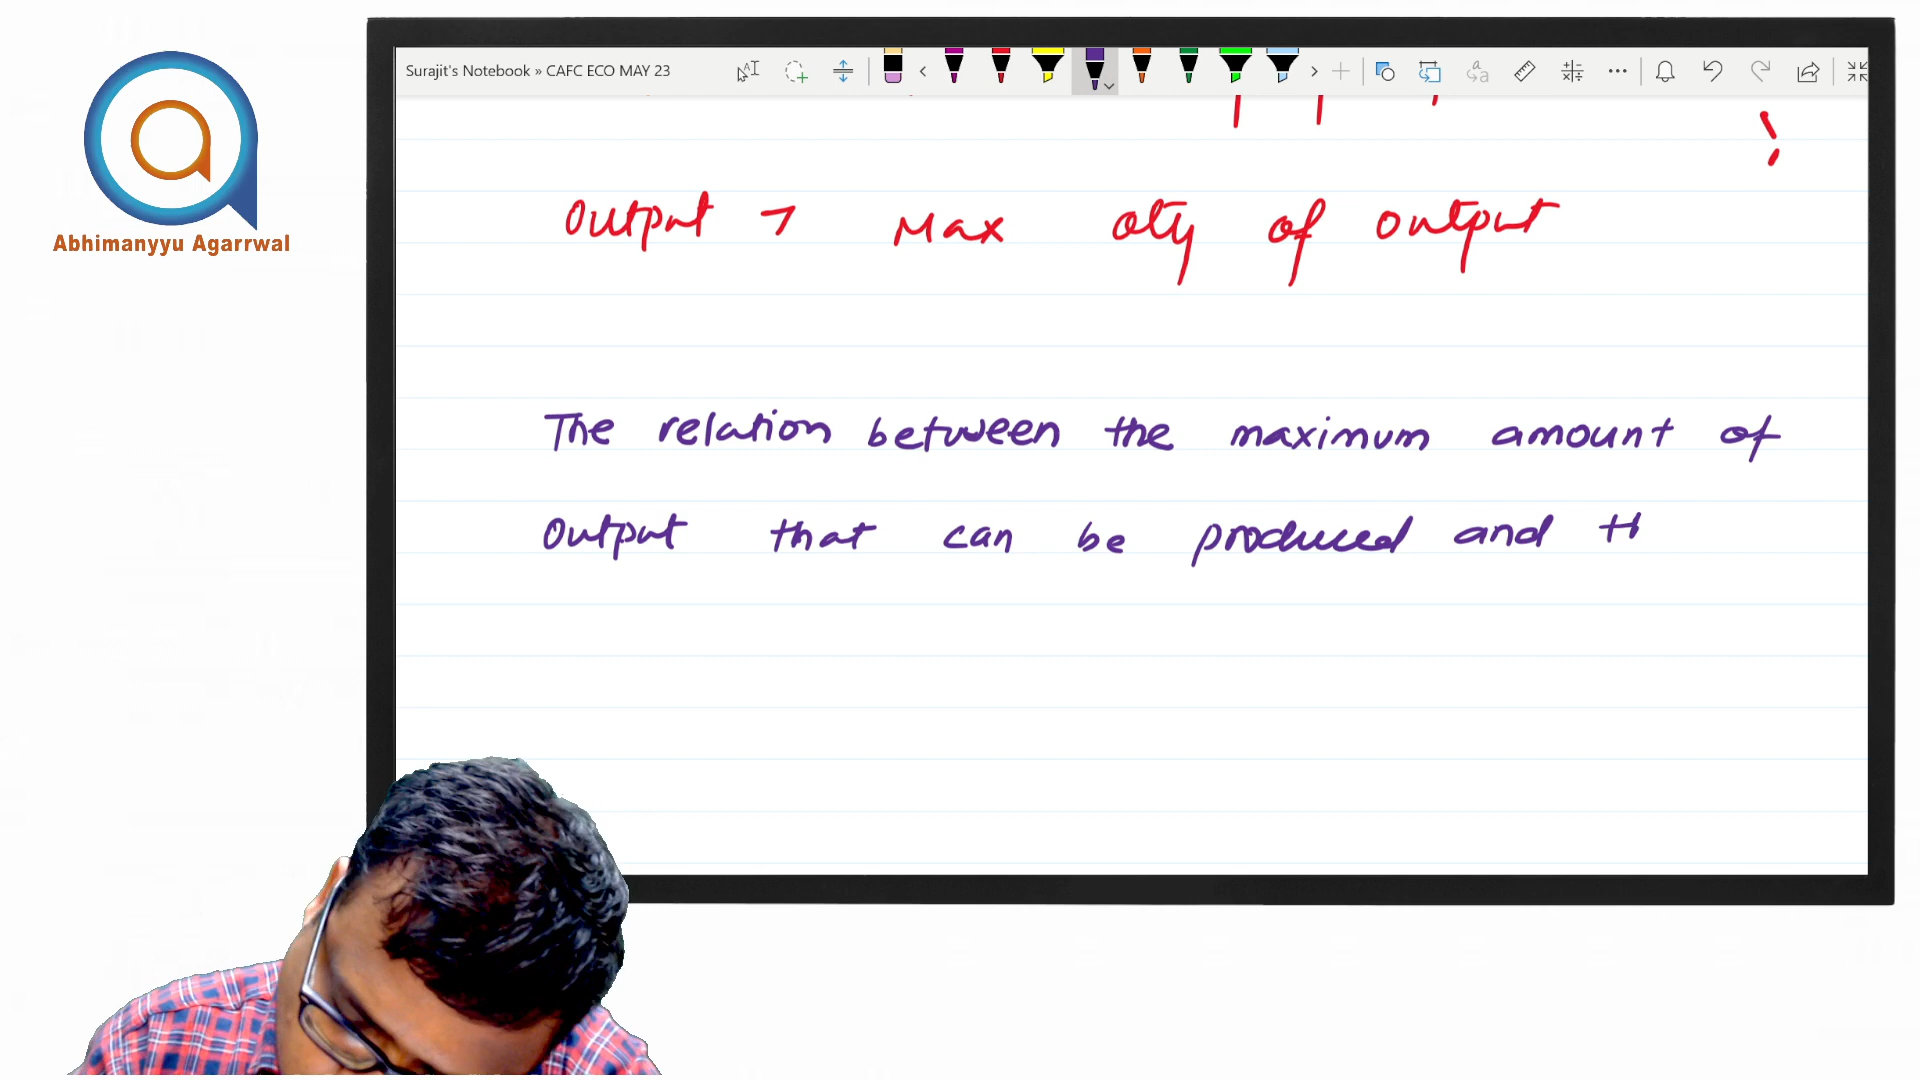 Surajit's Notebook » CAFC ECO MAY 23
Abhimanyyu Agarrwal
Output > Max Qty of output
The relation between the maximum amount of
Output that can be produced and th